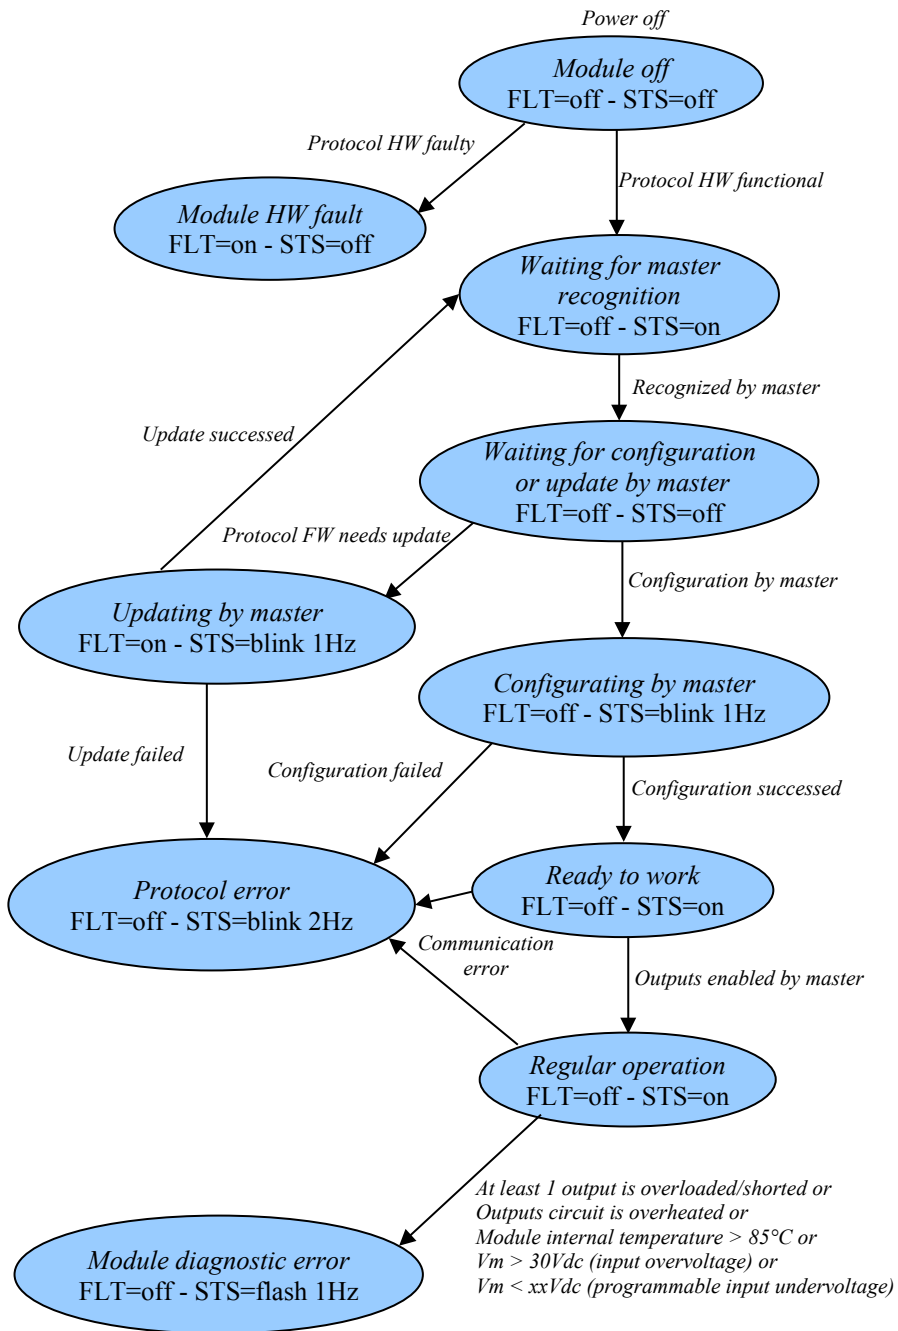 Power off
Module off
FLT=off - STS=off
Protocol HW faulty
Protocol HW functional
Module HW fault
FLT=on - STS=off
Waiting for master
recognition
FLT=off - STS=on
Recognized by master
Update successed
Waiting for configuration
or update by master
FLT=off - STS=off
Protocol FW needs update
Configuration by master
Updating by master
FLT=on - STS=blink 1Hz
Configurating by master
FLT=off - STS=blink 1Hz
Update failed
Configuration failed
Configuration successed
Protocol error
FLT=off - STS=blink 2Hz
Ready to work
FLT=off - STS=on
Communication
error
Outputs enabled by master
Regular operation
FLT=off - STS=on
At least 1 output is overloaded/shorted or
Outputs circuit is overheated or
Module internal temperature > 85°C or
Vm > 30Vdc (input overvoltage) or
Vm < xxVdc (programmable input undervoltage)
Module diagnostic error
FLT=off - STS=flash 1Hz